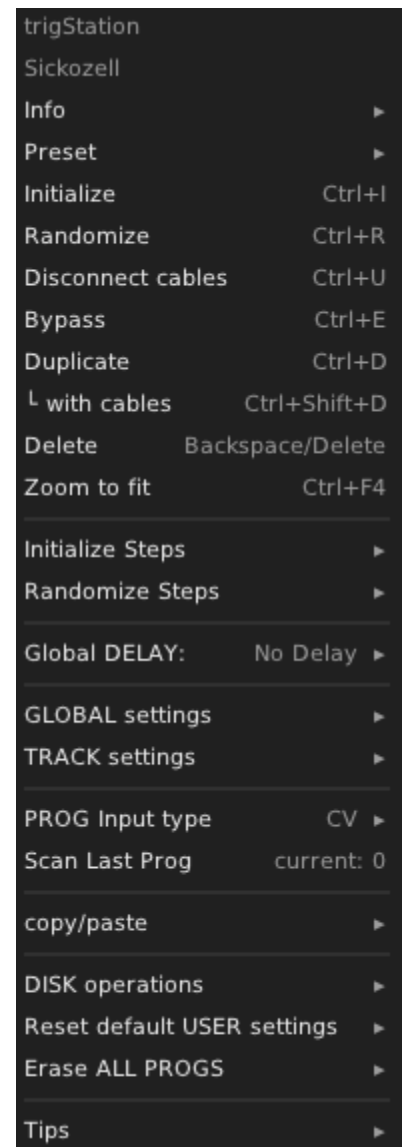 trigStation
Sickozell
Info ▸
Preset ▸
Initialize Ctrl+I
Randomize Ctrl+R
Disconnect cables Ctrl+U
Bypass Ctrl+E
Duplicate Ctrl+D
└ with cables Ctrl+Shift+D
Delete Backspace/Delete
Zoom to fit Ctrl+F4
Initialize Steps ▸
Randomize Steps ▸
Global DELAY: No Delay ▸
GLOBAL settings ▸
TRACK settings ▸
PROG Input type CV ▸
Scan Last Prog current: 0
copy/paste ▸
DISK operations ▸
Reset default USER settings ▸
Erase ALL PROGS ▸
Tips ▸